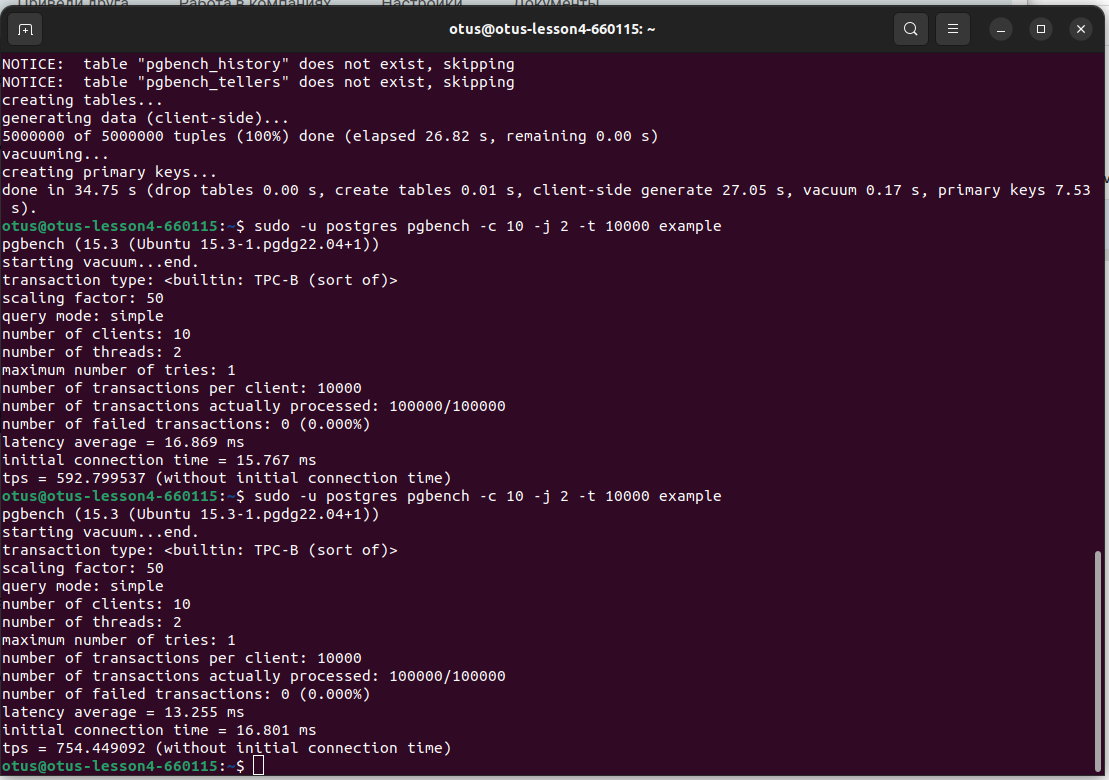 Приведи друга Работа в компаниях Настройки Документы
otus@otus-lesson4-660115: ~
NOTICE:  table "pgbench_history" does not exist, skipping
NOTICE:  table "pgbench_tellers" does not exist, skipping
creating tables...
generating data (client-side)...
5000000 of 5000000 tuples (100%) done (elapsed 26.82 s, remaining 0.00 s)
vacuuming...
creating primary keys...
done in 34.75 s (drop tables 0.00 s, create tables 0.01 s, client-side generate 27.05 s, vacuum 0.17 s, primary keys 7.53
 s).
otus@otus-lesson4-660115:~$ sudo -u postgres pgbench -c 10 -j 2 -t 10000 example
pgbench (15.3 (Ubuntu 15.3-1.pgdg22.04+1))
starting vacuum...end.
transaction type: <builtin: TPC-B (sort of)>
scaling factor: 50
query mode: simple
number of clients: 10
number of threads: 2
maximum number of tries: 1
number of transactions per client: 10000
number of transactions actually processed: 100000/100000
number of failed transactions: 0 (0.000%)
latency average = 16.869 ms
initial connection time = 15.767 ms
tps = 592.799537 (without initial connection time)
otus@otus-lesson4-660115:~$ sudo -u postgres pgbench -c 10 -j 2 -t 10000 example
pgbench (15.3 (Ubuntu 15.3-1.pgdg22.04+1))
starting vacuum...end.
transaction type: <builtin: TPC-B (sort of)>
scaling factor: 50
query mode: simple
number of clients: 10
number of threads: 2
maximum number of tries: 1
number of transactions per client: 10000
number of transactions actually processed: 100000/100000
number of failed transactions: 0 (0.000%)
latency average = 13.255 ms
initial connection time = 16.801 ms
tps = 754.449092 (without initial connection time)
otus@otus-lesson4-660115:~$